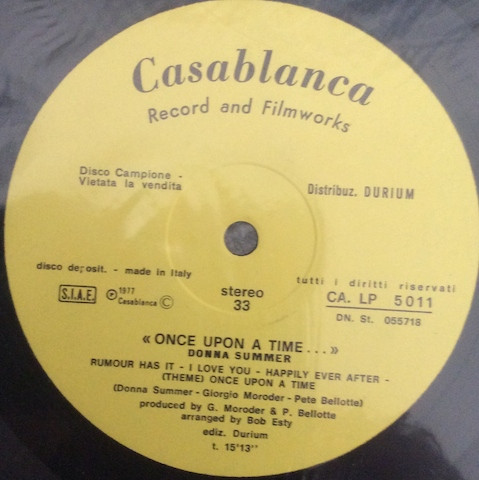 Casablanca
Record and Filmworks
Disco Campione -
Vietata la vendita
Distribuz. DURIUM
disco deposit. - made in Italy
tutti i diritti riservati
S.I.A.E.
Ⓟ 1977
Casablanca Ⓒ
stereo
33
CA. LP 5011
DN. St. 055718
« ONCE UPON A TIME... »
DONNA SUMMER
RUMOUR HAS IT - I LOVE YOU - HAPPILY EVER AFTER -
(THEME) ONCE UPON A TIME
(Donna Summer - Giorgio Moroder - Pete Bellotte)
produced by G. Moroder & P. Bellotte
arranged by Bob Esty
ediz. Durium
t. 15'13''